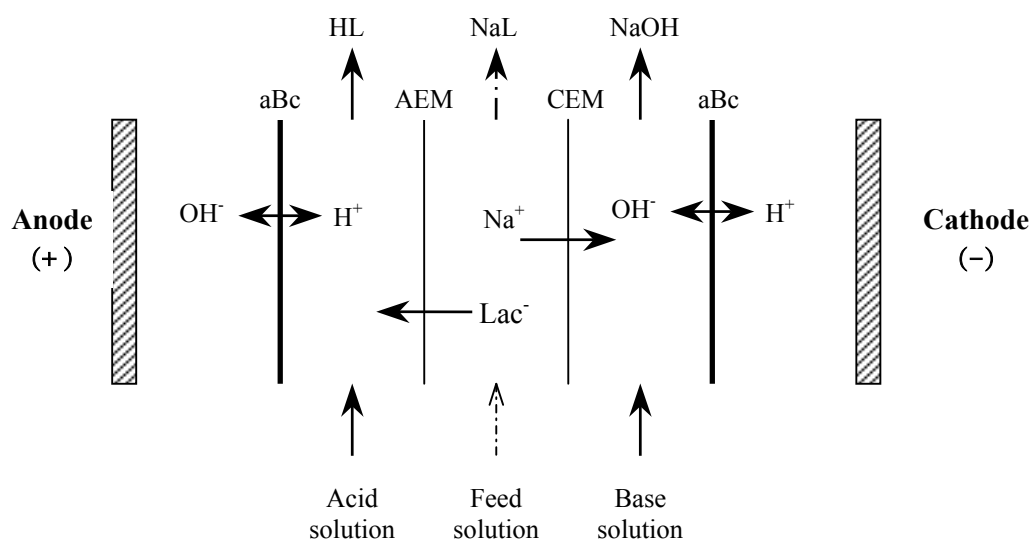 HL NaL NaOH
aBc AEM CEM aBc
Anode
(+)
OH⁻ H⁺ Na⁺ OH⁻ H⁺
Cathode
(−)
Lac⁻
Acid
solution
Feed
solution
Base
solution